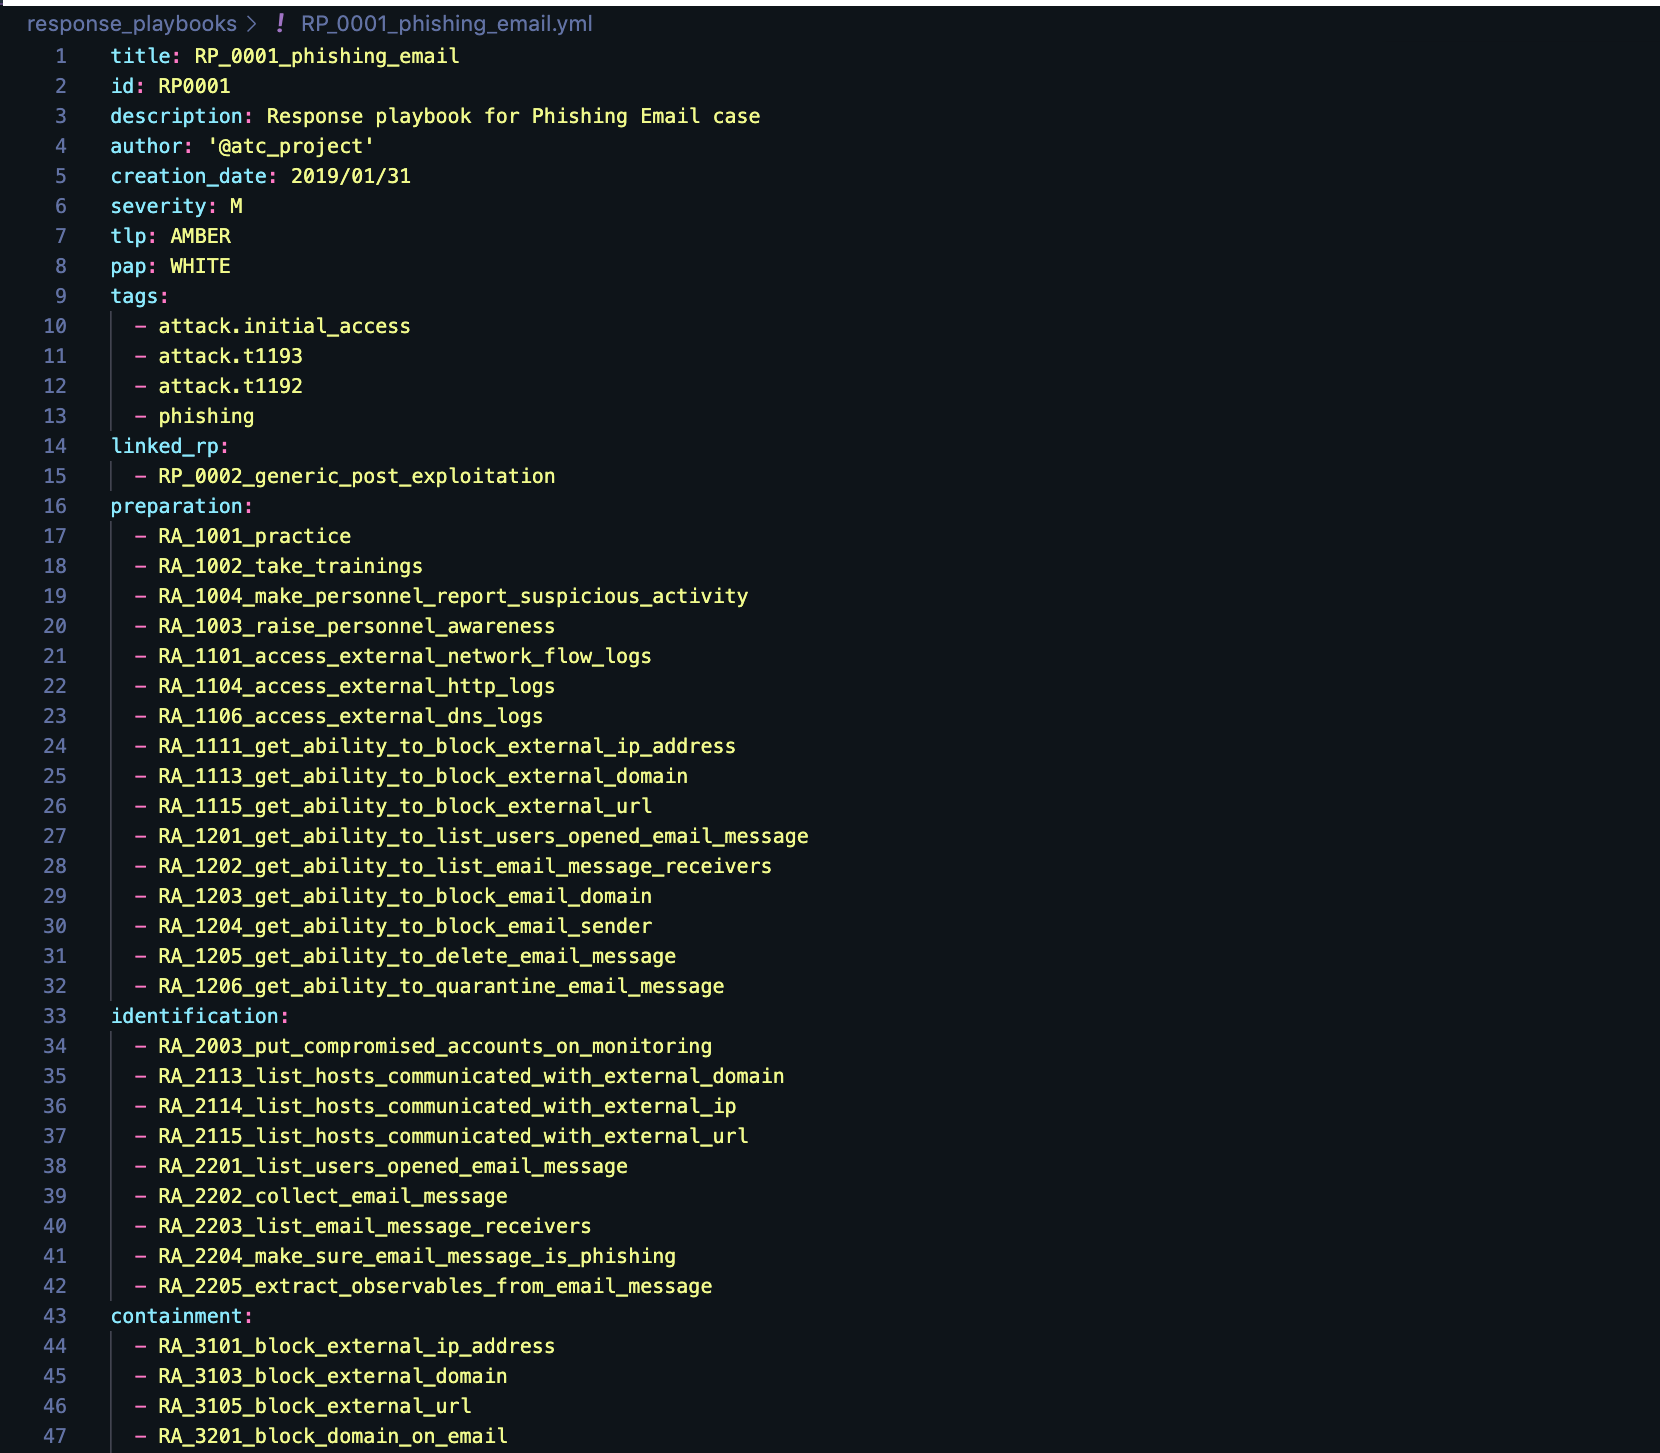 response_playbooks > ! RP_0001_phishing_email.yml
1 title: RP_0001_phishing_email
2 id: RP0001
3 description: Response playbook for Phishing Email case
4 author: '@atc_project'
5 creation_date: 2019/01/31
6 severity: M
7 tlp: AMBER
8 pap: WHITE
9 tags:
10 - attack.initial_access
11 - attack.t1193
12 - attack.t1192
13 - phishing
14 linked_rp:
15 - RP_0002_generic_post_exploitation
16 preparation:
17 - RA_1001_practice
18 - RA_1002_take_trainings
19 - RA_1004_make_personnel_report_suspicious_activity
20 - RA_1003_raise_personnel_awareness
21 - RA_1101_access_external_network_flow_logs
22 - RA_1104_access_external_http_logs
23 - RA_1106_access_external_dns_logs
24 - RA_1111_get_ability_to_block_external_ip_address
25 - RA_1113_get_ability_to_block_external_domain
26 - RA_1115_get_ability_to_block_external_url
27 - RA_1201_get_ability_to_list_users_opened_email_message
28 - RA_1202_get_ability_to_list_email_message_receivers
29 - RA_1203_get_ability_to_block_email_domain
30 - RA_1204_get_ability_to_block_email_sender
31 - RA_1205_get_ability_to_delete_email_message
32 - RA_1206_get_ability_to_quarantine_email_message
33 identification:
34 - RA_2003_put_compromised_accounts_on_monitoring
35 - RA_2113_list_hosts_communicated_with_external_domain
36 - RA_2114_list_hosts_communicated_with_external_ip
37 - RA_2115_list_hosts_communicated_with_external_url
38 - RA_2201_list_users_opened_email_message
39 - RA_2202_collect_email_message
40 - RA_2203_list_email_message_receivers
41 - RA_2204_make_sure_email_message_is_phishing
42 - RA_2205_extract_observables_from_email_message
43 containment:
44 - RA_3101_block_external_ip_address
45 - RA_3103_block_external_domain
46 - RA_3105_block_external_url
47 - RA_3201_block_domain_on_email